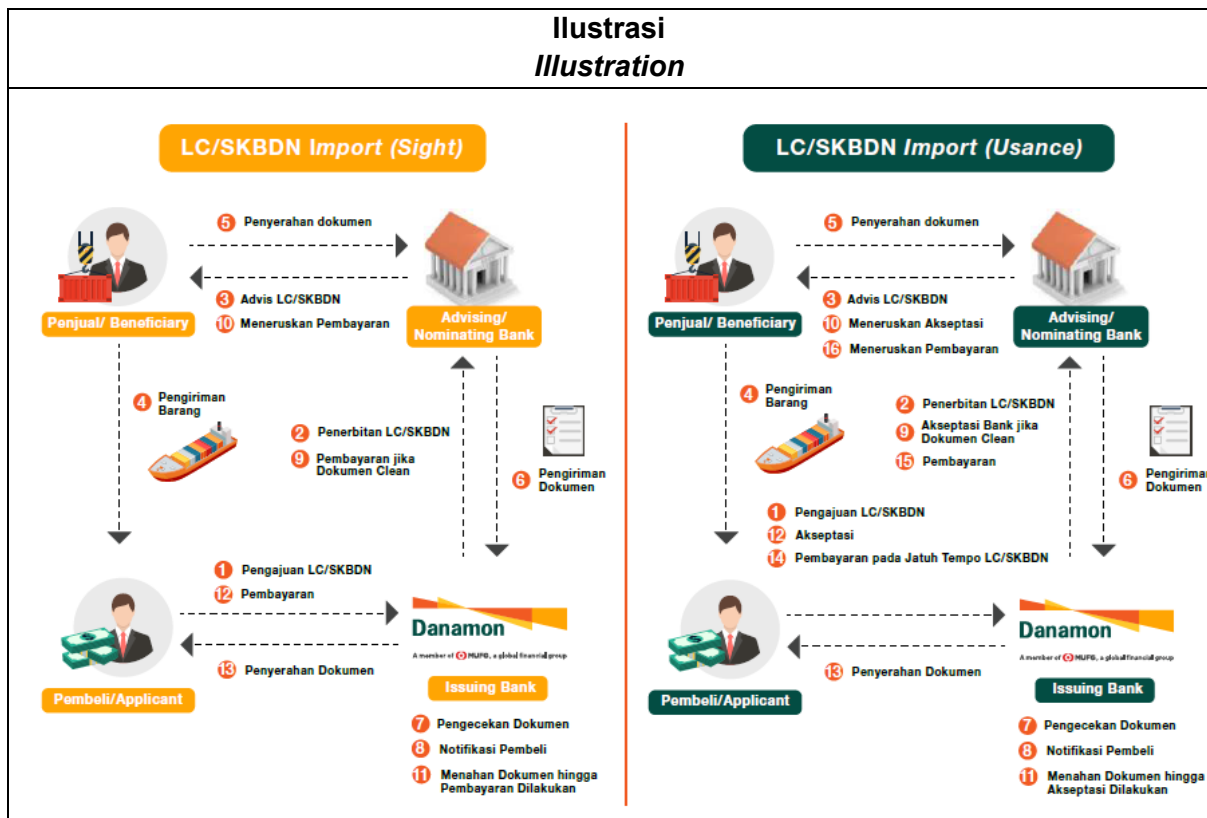 Ilustrasi
Illustration
LC/SKBDN Import (Sight)
5 Penyerahan dokumen
3 Advis LC/SKBDN
10 Meneruskan Pembayaran
Penjual/ Beneficiary
Advising/
Nominating Bank
4 Pengiriman
Barang
2 Penerbitan LC/SKBDN
9 Pembayaran jika
Dokumen Clean
6 Pengiriman
Dokumen
1 Pengajuan LC/SKBDN
12 Pembayaran
13 Penyerahan Dokumen
Pembeli/Applicant
Danamon
A member of MUFG, a global financial group
Issuing Bank
7 Pengecekan Dokumen
8 Notifikasi Pembeli
11 Menahan Dokumen hingga
Pembayaran Dilakukan
LC/SKBDN Import (Usance)
5 Penyerahan dokumen
3 Advis LC/SKBDN
10 Meneruskan Akseptasi
16 Meneruskan Pembayaran
Penjual/ Beneficiary
Advising/
Nominating Bank
4 Pengiriman
Barang
2 Penerbitan LC/SKBDN
9 Akseptasi Bank jika
Dokumen Clean
15 Pembayaran
6 Pengiriman
Dokumen
1 Pengajuan LC/SKBDN
12 Akseptasi
14 Pembayaran pada Jatuh Tempo LC/SKBDN
13 Penyerahan Dokumen
Pembeli/Applicant
Danamon
A member of MUFG, a global financial group
Issuing Bank
7 Pengecekan Dokumen
8 Notifikasi Pembeli
11 Menahan Dokumen hingga
Akseptasi Dilakukan